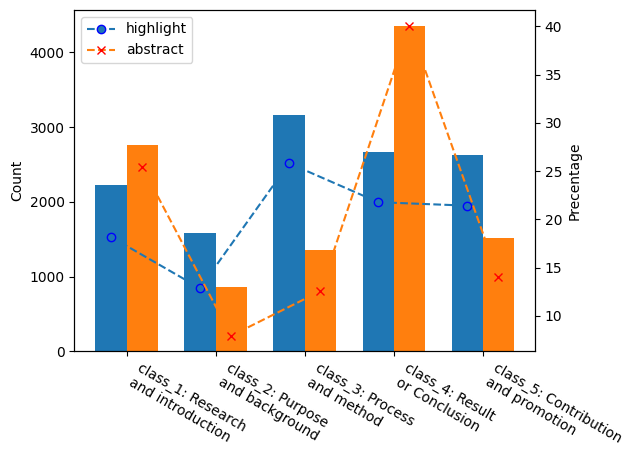 highlight
abstract
Count
4000
3000
2000
1000
0
Precentage
40
35
30
25
20
15
10
class_1: Research
and introduction
class_2: Purpose
and background
class_3: Process
and method
class_4: Result
or Conclusion
class_5: Contribution
and promotion